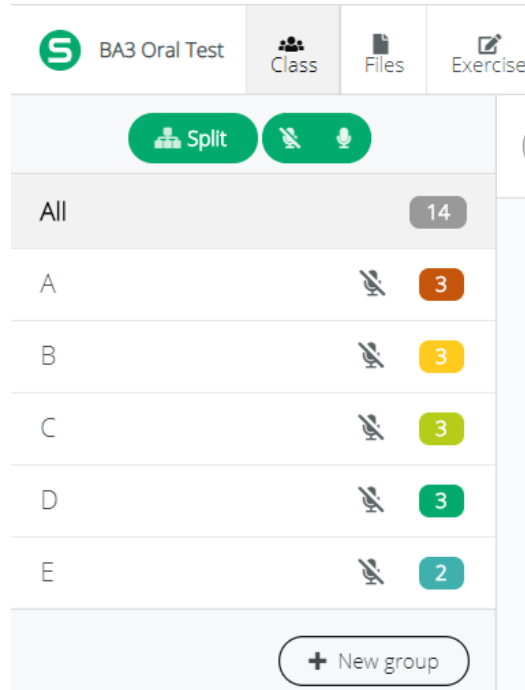 S BA3 Oral Test Class Files Exercise
Split
All 14
A 3
B 3
C 3
D 3
E 2
+ New group